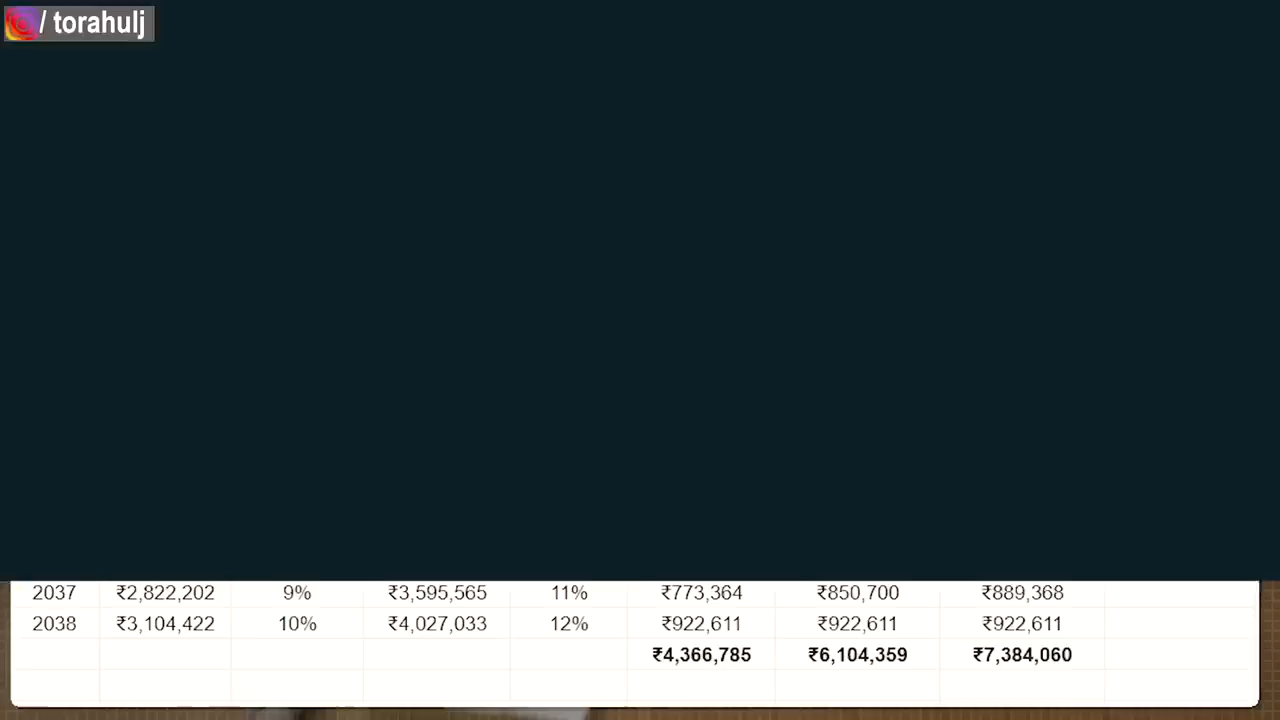 / torahulj
2037 ₹2,822,202 9% ₹3,595,565 11% ₹773,364 ₹850,700 ₹889,368
2038 ₹3,104,422 10% ₹4,027,033 12% ₹922,611 ₹922,611 ₹922,611
₹4,366,785 ₹6,104,359 ₹7,384,060